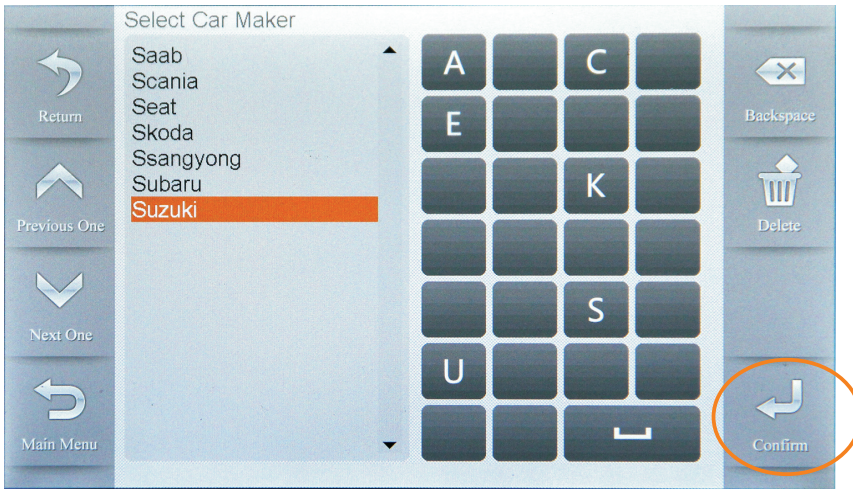 Select Car Maker
Saab
Scania
Seat
Skoda
Ssangyong
Subaru
Suzuki
A C
E
K
S
U
Return
Previous One
Next One
Main Menu
Backspace
Delete
Confirm